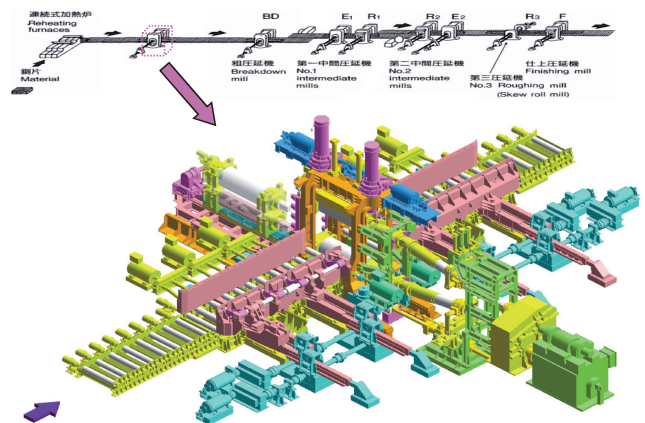 連続式加熱炉
Reheating
furnaces
鋼片
Material
BD
粗圧延機
Breakdown
mill
E1 R1
第一中間圧延機
No.1
intermediate
mills
R2 E2
第二中間圧延機
No.2
intermediate
mills
R3
第三圧延機
No.3 Roughing mill
(Skew roll mill)
F
仕上圧延機
Finishing mill